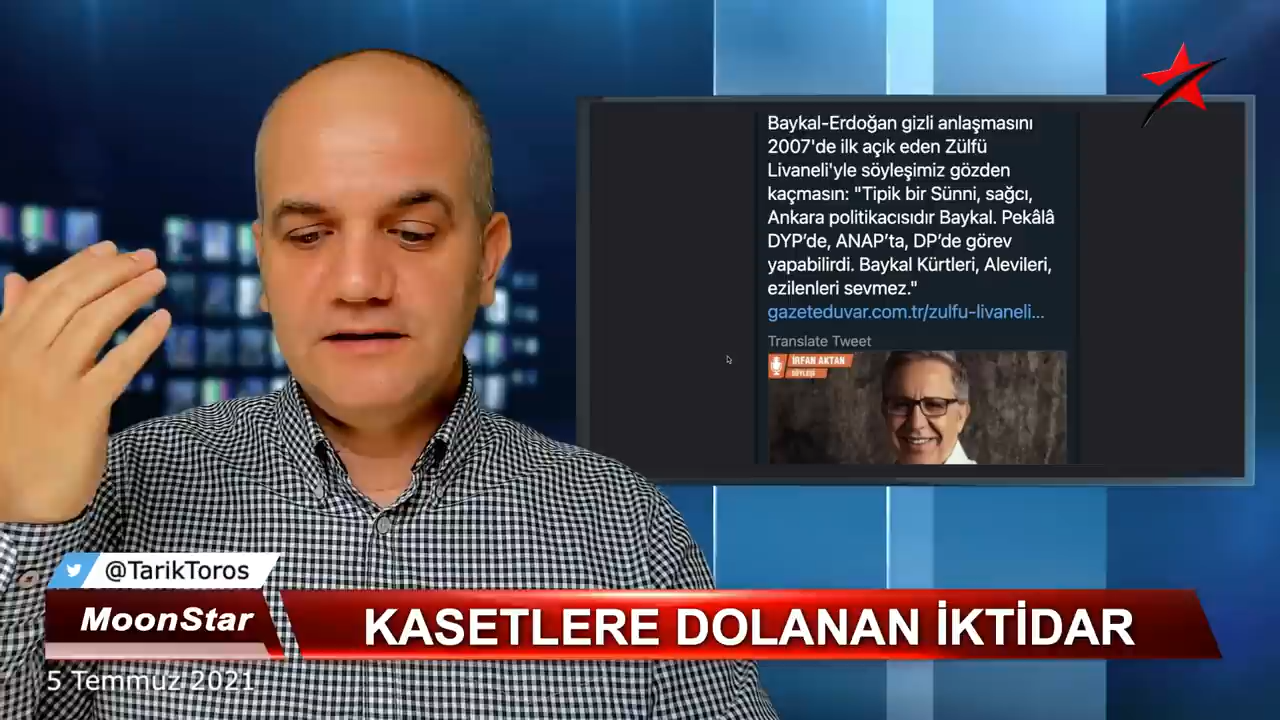 Baykal-Erdoğan gizli anlaşmasını
2007'de ilk açık eden Zülfü
Livaneli'yle söyleşimiz gözden
kaçmasın: "Tipik bir Sünni, sağcı,
Ankara politikacısıdır Baykal. Pekâlâ
DYP'de, ANAP'ta, DP'de görev
yapabilirdi. Baykal Kürtleri, Alevileri,
ezilenleri sevmez."
gazeteduvar.com.tr/zulfu-livaneli...
Translate Tweet
İRFAN AKTAN
SÖYLEŞİ
@TarikToros
MoonStar
KASETLERE DOLANAN İKTİDAR
5 Temmuz 2021